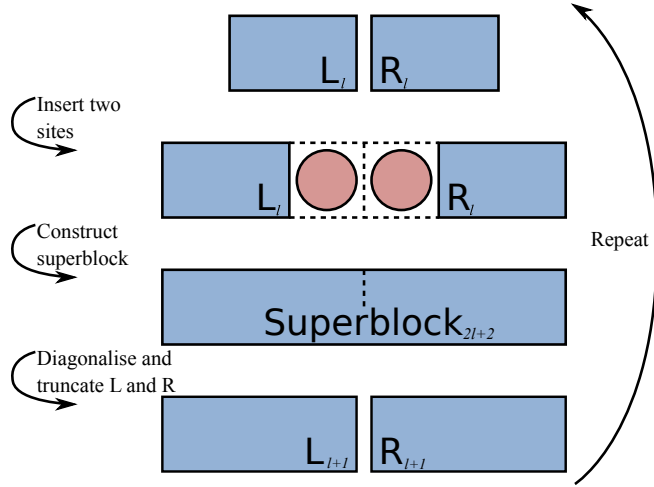 L_l R_l
Insert two
sites
L_l R_l
Construct
superblock
Repeat
Superblock_2l+2
Diagonalise and
truncate L and R
L_l+1 R_l+1